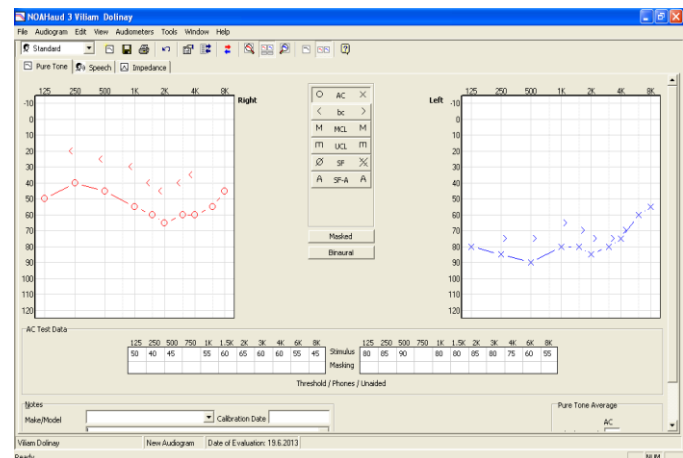 NOAHaud 3 Viliam Dolinay
File Audiogram Edit View Audiometers Tools Window Help
Standard
Pure Tone Speech Impedance
125 250 500 1K 2K 4K 8K
Right
-10
0
10
20
30
40
50
60
70
80
90
100
110
120
O AC X
< bc >
M MCL M
m UCL m
Ø SF
A SF-A A
Masked
Binaural
Left
125 250 500 1K 2K 4K 8K
-10
0
10
20
30
40
50
60
70
80
90
100
110
120
AC Test Data
125 250 500 750 1K 1.5K 2K 3K 4K 6K 8K 125 250 500 750 1K 1.5K 2K 3K 4K 6K 8K
50 40 45 55 60 65 60 60 55 45 Stimulus 80 85 90 80 80 85 80 75 60 55
Masking
Threshold / Phones / Unaided
Notes
Make/Model Calibration Date
Pure Tone Average
AC
Viliam Dolinay New Audiogram Date of Evaluation: 19.6.2013
Ready NUM